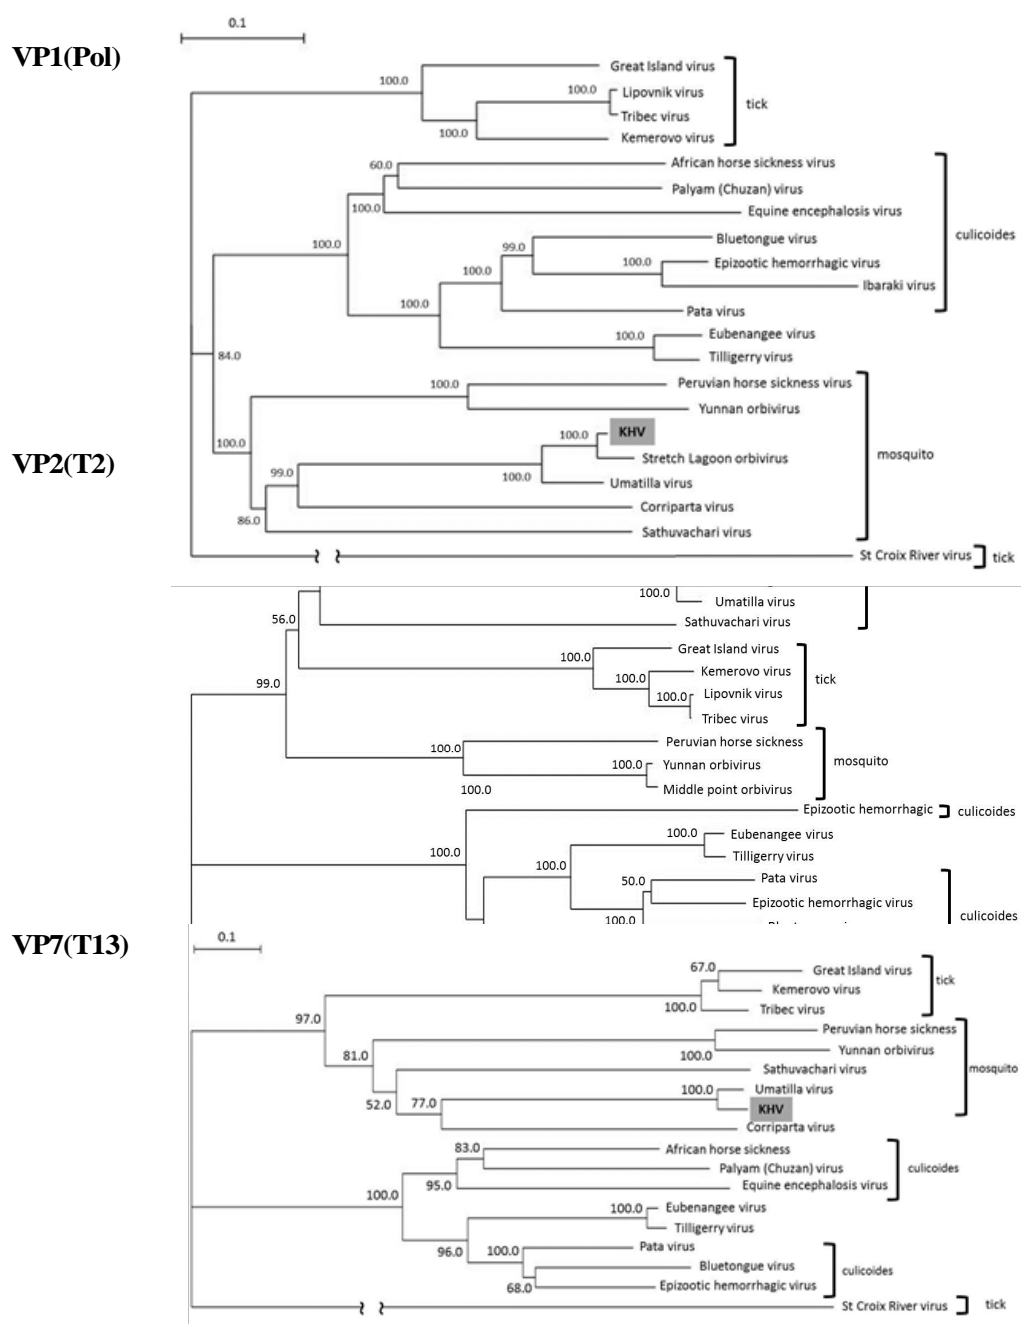 0.1
VP1(Pol)
100.0
Great Island virus
100.0
Lipovnik virus
Tribec virus
100.0
Kemerovo virus
tick
60.0
African horse sickness virus
Palyam (Chuzan) virus
100.0
Equine encephalosis virus
100.0
99.0
Bluetongue virus
culicoides
100.0
100.0
Epizootic hemorrhagic virus
Ibaraki virus
100.0
Pata virus
100.0
Eubenangee virus
Tilligerry virus
84.0
100.0
Peruvian horse sickness virus
Yunnan orbivirus
100.0
100.0
KHV
VP2(T2)
mosquito
99.0
100.0
Stretch Lagoon orbivirus
Umatilla virus
Corriparta virus
86.0
Sathuvachari virus
St Croix River virus
tick
100.0
Umatilla virus
56.0
Sathuvachari virus
100.0
Great Island virus
100.0
Kemerovo virus
tick
99.0
100.0
Lipovnik virus
Tribec virus
100.0
Peruvian horse sickness
100.0
Yunnan orbivirus
mosquito
100.0
Middle point orbivirus
Epizootic hemorrhagic
culicoides
100.0
100.0
100.0
Eubenangee virus
Tilligerry virus
50.0
Pata virus
100.0
Epizootic hemorrhagic virus
culicoides
VP7(T13)
0.1
67.0
Great Island virus
Kemerovo virus
tick
100.0
Tribec virus
97.0
Peruvian horse sickness
81.0
100.0
Yunnan orbivirus
Sathuvachari virus
mosquito
52.0
77.0
100.0
Umatilla virus
KHV
Corriparta virus
83.0
African horse sickness
Palyam (Chuzan) virus
culicoides
100.0
95.0
Equine encephalosis virus
100.0
Eubenangee virus
Tilligerry virus
96.0
100.0
Pata virus
Bluetongue virus
culicoides
68.0
Epizootic hemorrhagic virus
St Croix River virus
tick